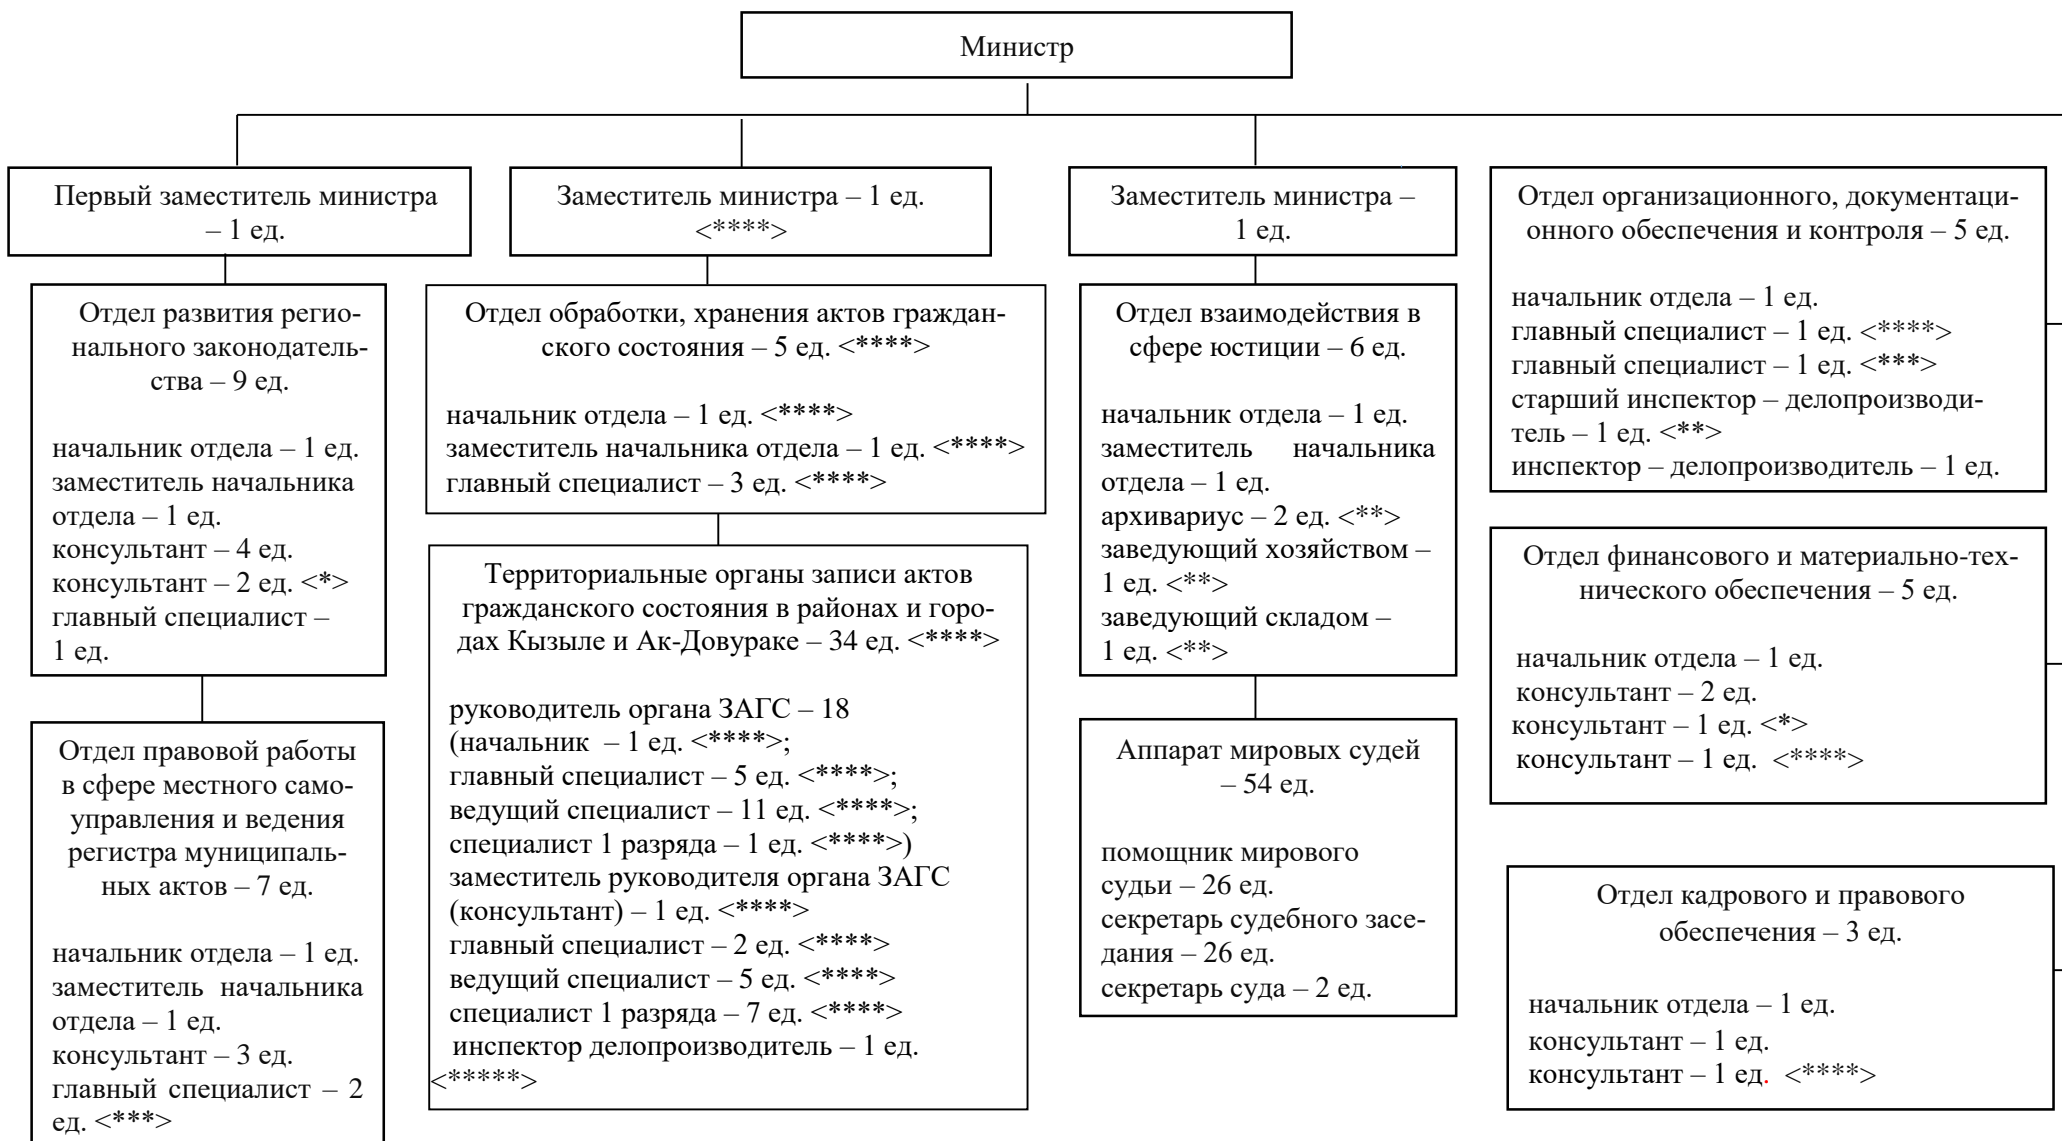 Министр
Первый заместитель министра
– 1 ед.
Заместитель министра – 1 ед.
<****>
Заместитель министра –
1 ед.
Отдел развития регио-
нального законодатель-
ства – 9 ед.
начальник отдела – 1 ед.
заместитель начальника
отдела – 1 ед.
консультант – 4 ед.
консультант – 2 ед. <*>
главный специалист –
1 ед.
Отдел правовой работы
в сфере местного само-
управления и ведения
регистра муниципаль-
ных актов – 7 ед.
начальник отдела – 1 ед.
заместитель начальника
отдела – 1 ед.
консультант – 3 ед.
главный специалист – 2
ед. <***>
Отдел обработки, хранения актов граждан-
ского состояния – 5 ед. <****>
начальник отдела – 1 ед. <****>
заместитель начальника отдела – 1 ед. <****>
главный специалист – 3 ед. <****>
Территориальные органы записи актов
гражданского состояния в районах и горо-
дах Кызыле и Ак-Довураке – 34 ед. <****>
руководитель органа ЗАГС – 18
(начальник – 1 ед. <****>;
главный специалист – 5 ед. <****>;
ведущий специалист – 11 ед. <****>;
специалист 1 разряда – 1 ед. <****>)
заместитель руководителя органа ЗАГС
(консультант) – 1 ед. <****>
главный специалист – 2 ед. <****>
ведущий специалист – 5 ед. <****>
специалист 1 разряда – 7 ед. <****>
инспектор делопроизводитель – 1 ед.
<*****>
Отдел взаимодействия в
сфере юстиции – 6 ед.
начальник отдела – 1 ед.
заместитель начальника
отдела – 1 ед.
архивариус – 2 ед. <**>
заведующий хозяйством –
1 ед. <**>
заведующий складом –
1 ед. <**>
Аппарат мировых судей
– 54 ед.
помощник мирового
судьи – 26 ед.
секретарь судебного засе-
дания – 26 ед.
секретарь суда – 2 ед.
Отдел организационного, документаци-
онного обеспечения и контроля – 5 ед.
начальник отдела – 1 ед.
главный специалист – 1 ед. <****>
главный специалист – 1 ед. <***>
старший инспектор – делопроизводи-
тель – 1 ед. <**>
инспектор – делопроизводитель – 1 ед.
Отдел финансового и материально-тех-
нического обеспечения – 5 ед.
начальник отдела – 1 ед.
консультант – 2 ед.
консультант – 1 ед. <*>
консультант – 1 ед. <****>
Отдел кадрового и правового
обеспечения – 3 ед.
начальник отдела – 1 ед.
консультант – 1 ед.
консультант – 1 ед. <****>